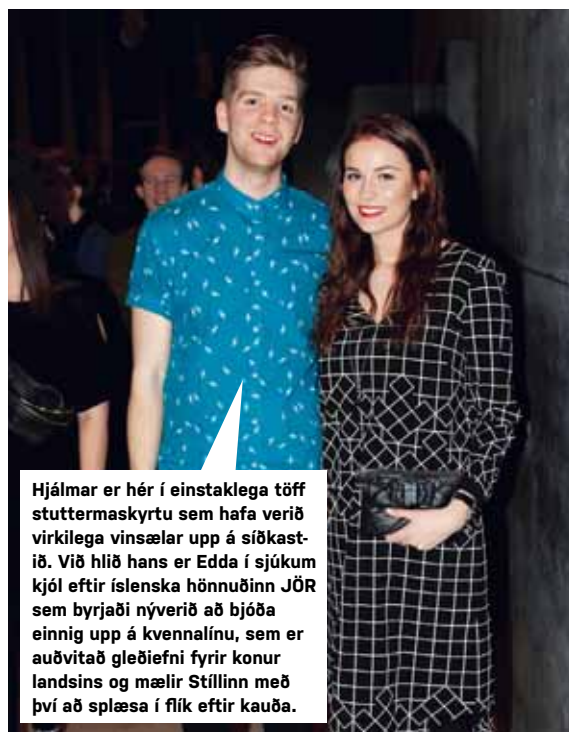 Hjálmar er hér í einstaklega töff
stuttermaskyrtu sem hafa verið
virkilega vinsælar upp á síðkast-
ið. Við hlið hans er Edda í sjúkum
kjól eftir íslenska hönnuðinn JÖR
sem byrjaði nýverið að bjóða
einnig upp á kvennalínu, sem er
auðvitað gleðiefni fyrir konur
landsins og mælir Stíllinn með
því að splæsa í flík eftir kauða.